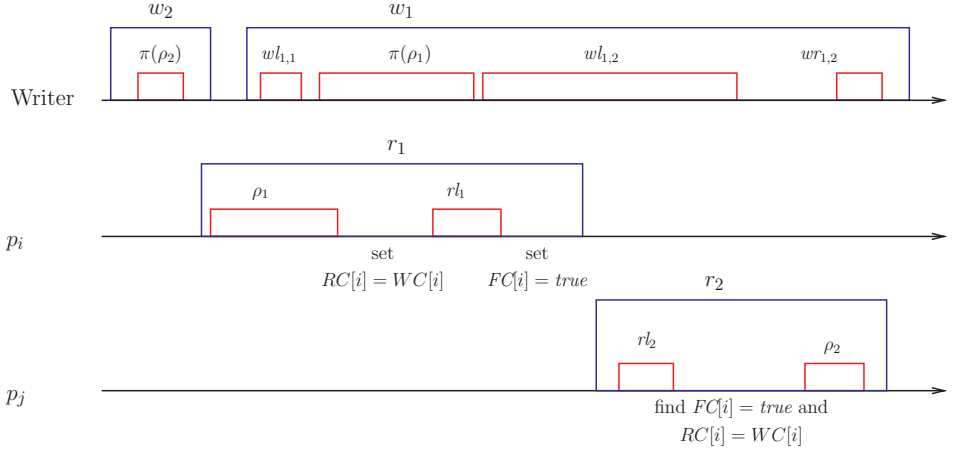 w₂ w₁
π(ρ₂) wl₁,₁ π(ρ₁) wl₁,₂ wr₁,₂
Writer
r₁
ρ₁ rl₁
pᵢ
set set
RC[i] = WC[i] FC[i] = true
r₂
rl₂ ρ₂
pⱼ
find FC[i] = true and
RC[i] = WC[i]